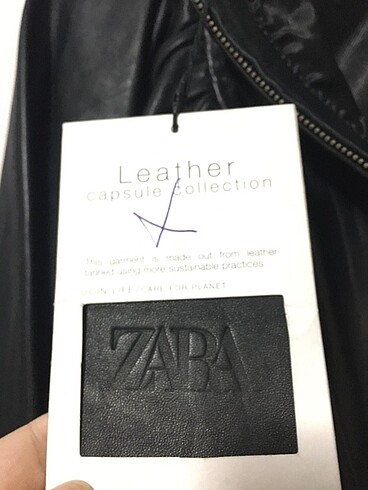 Leather
capsule collection
This garment is made out from leather
tanned using more sustainable practices
JOIN LIFE /CARE FOR PLANET
ZARA